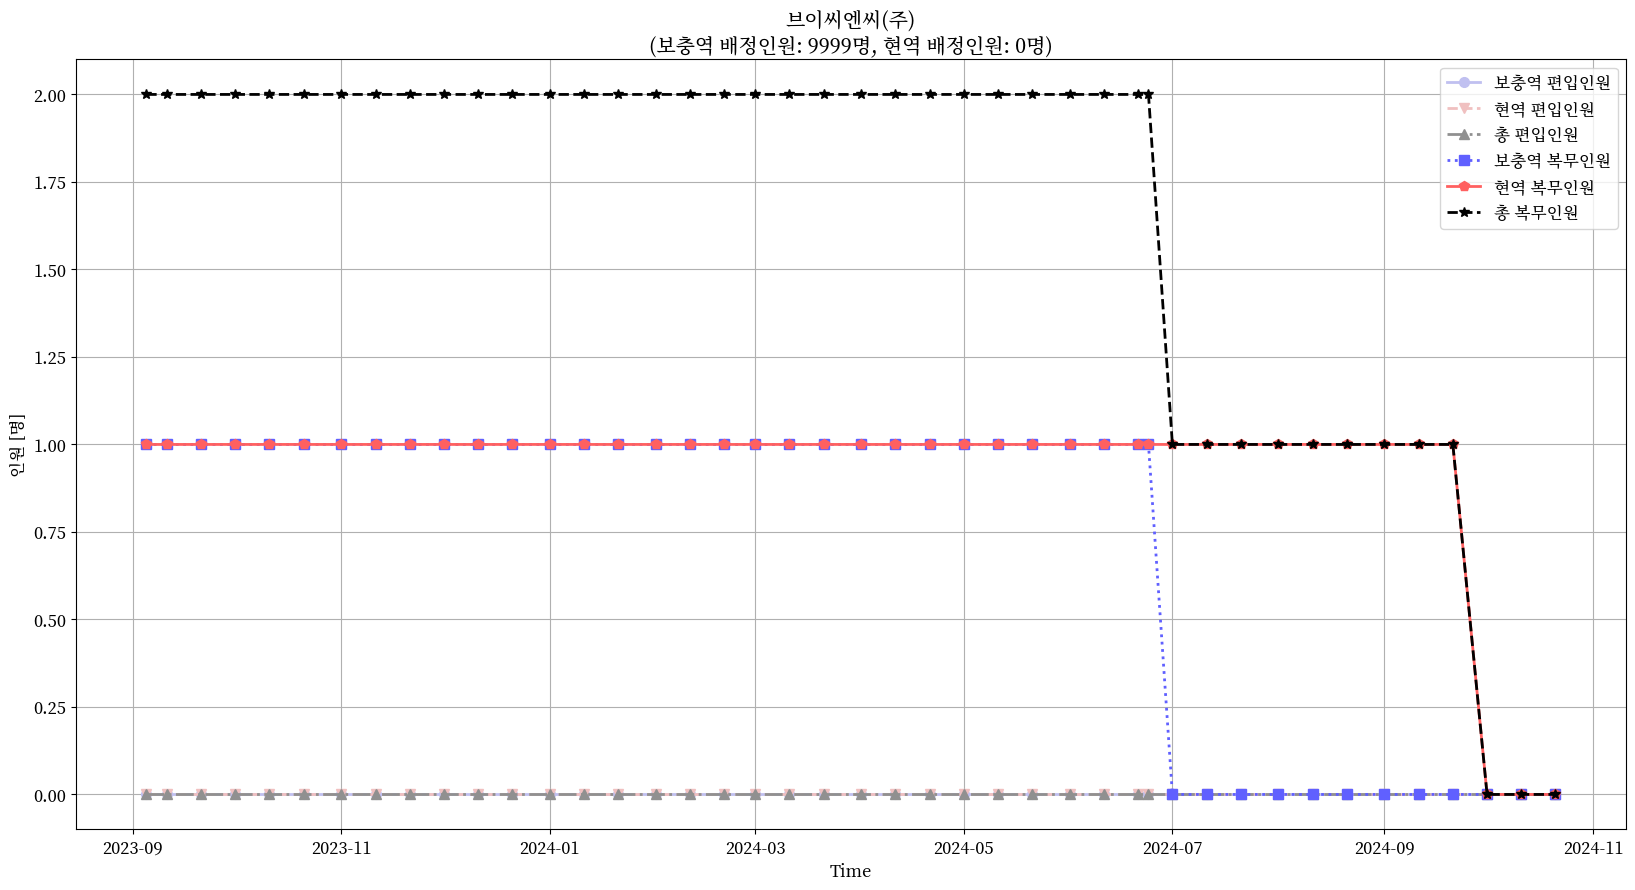 브이씨엔씨(주)
(보충역 배정인원: 9999명, 현역 배정인원: 0명)
보충역 편입인원
현역 편입인원
총 편입인원
보충역 복무인원
현역 복무인원
총 복무인원
인원 [명]
2.00
1.75
1.50
1.25
1.00
0.75
0.50
0.25
0.00
2023-09
2023-11
2024-01
2024-03
2024-05
2024-07
2024-09
2024-11
Time